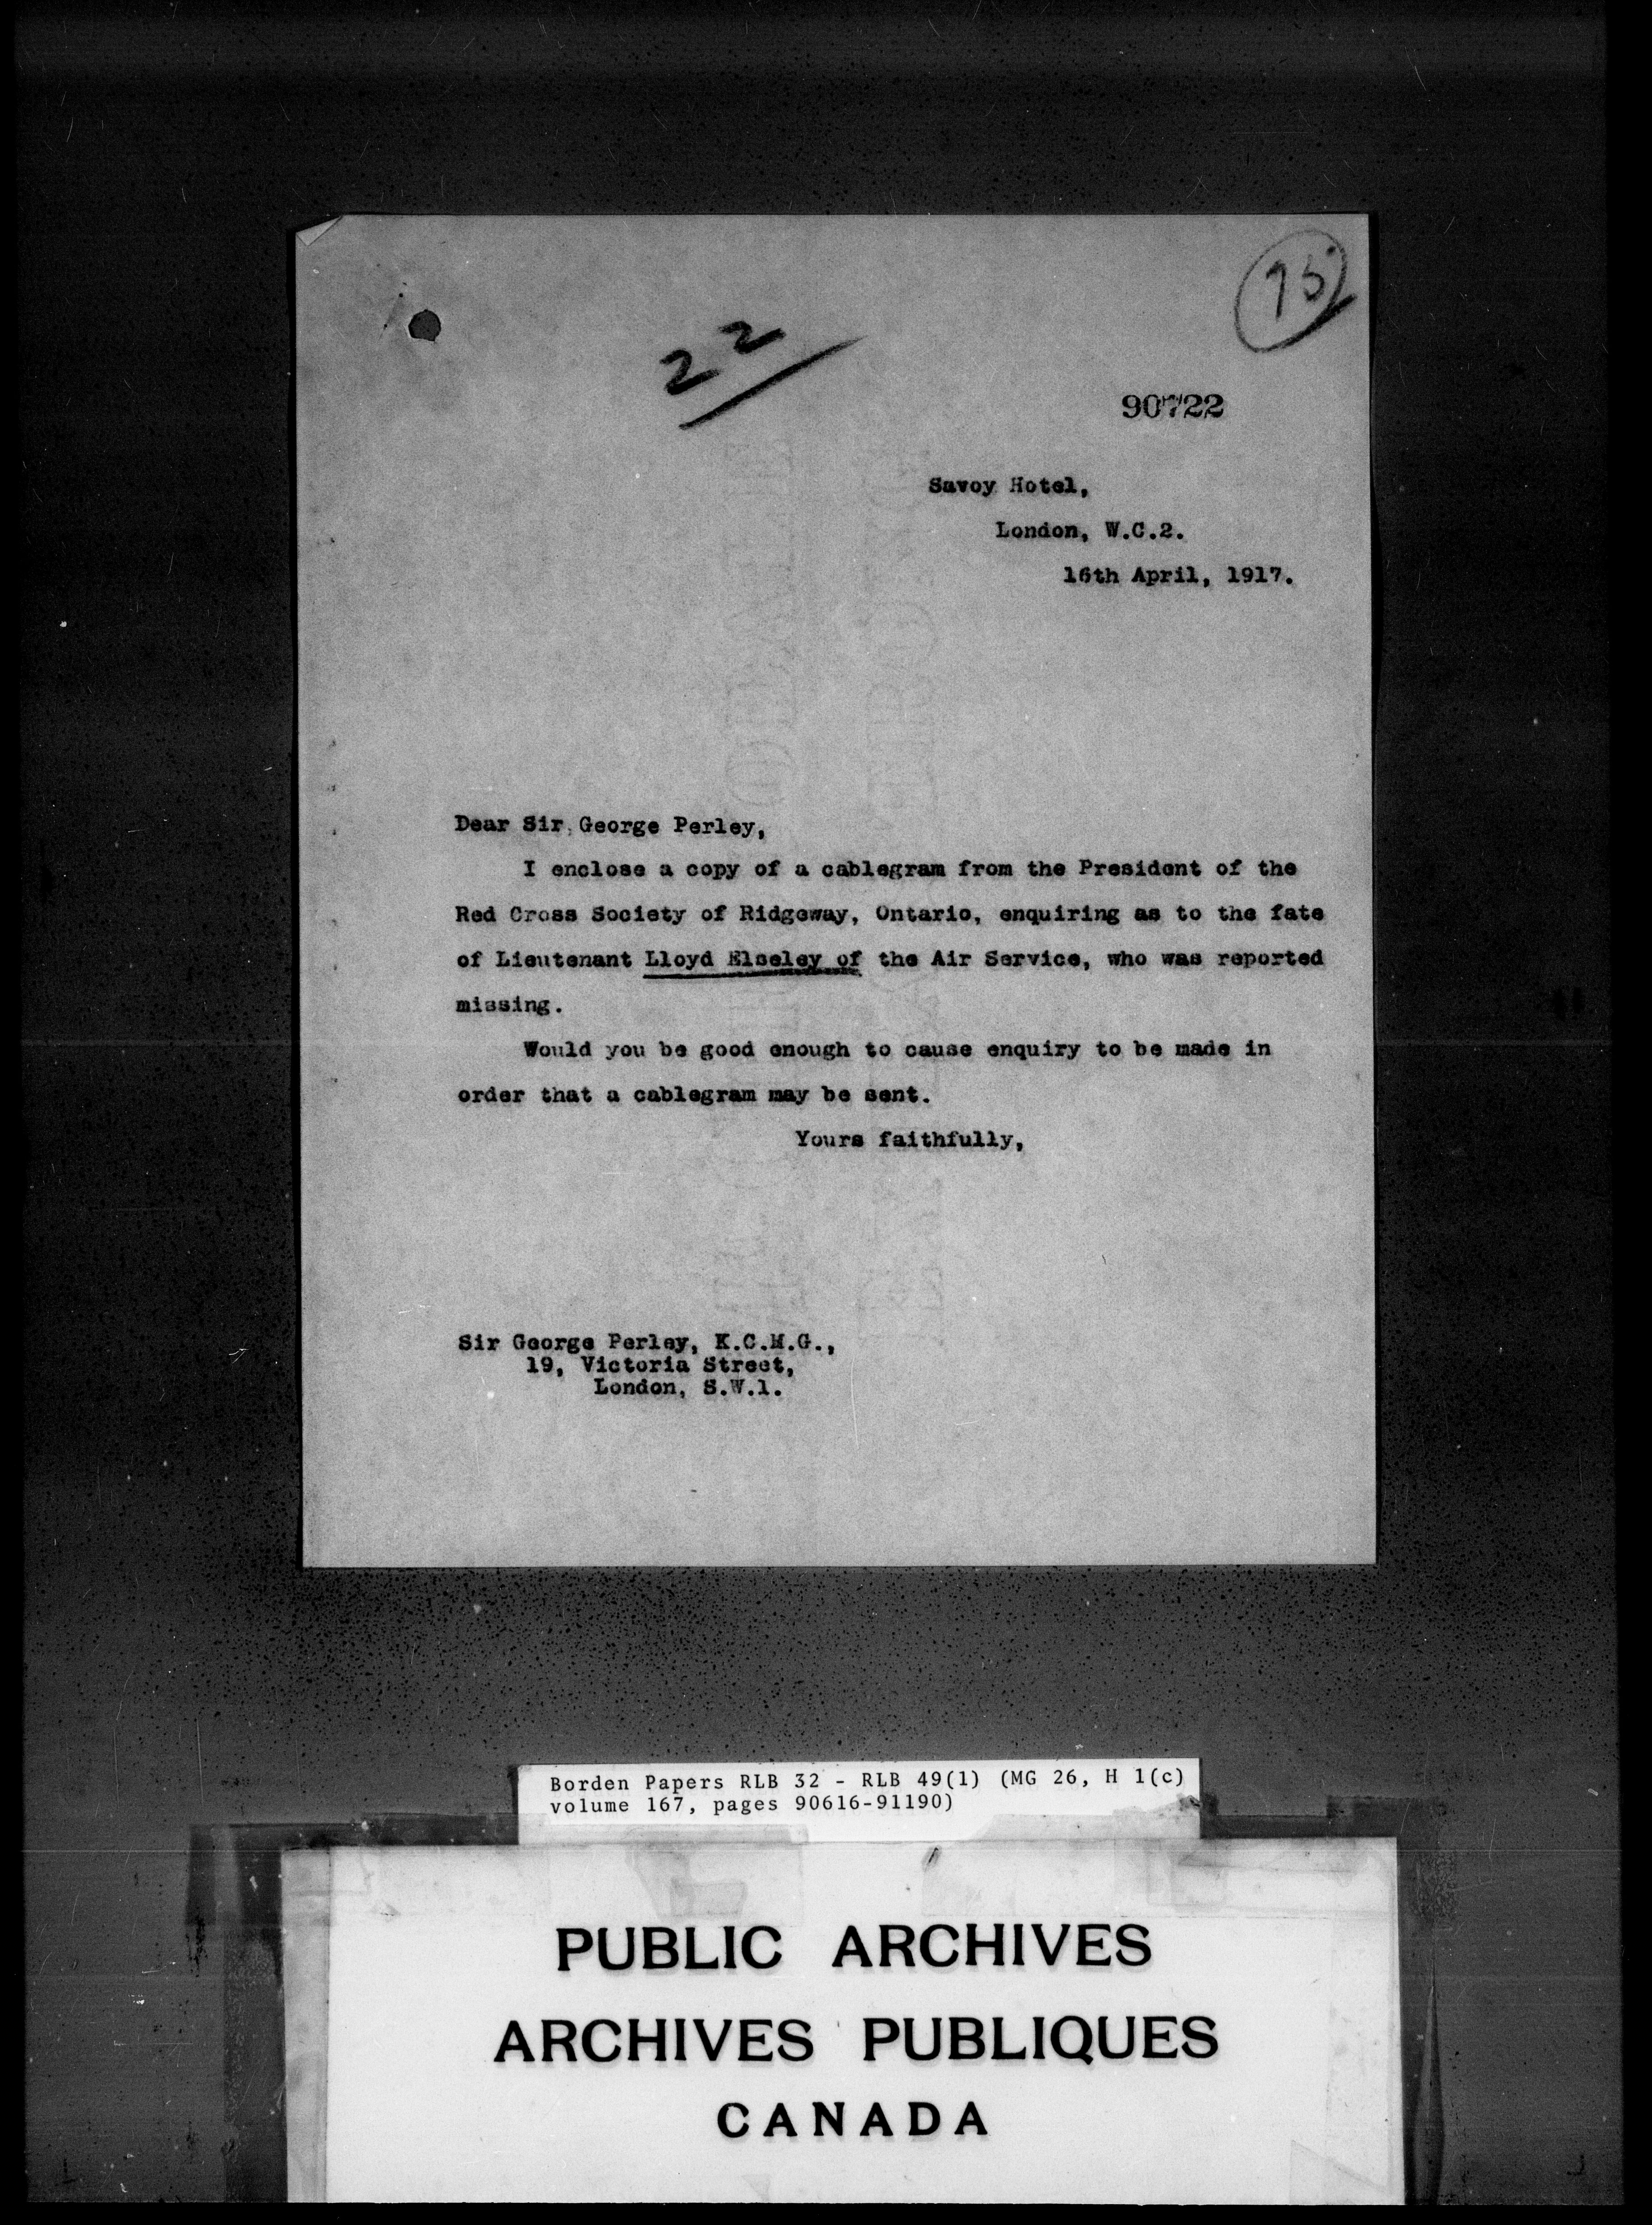 75
22
90722
Savoy Hotel,
London, W.C.2.
16th April, 1917.
Dear Sir George Perley,
I enclose a copy of a cablegram from the President of the
Red Cross Society of Ridgeway, Ontario, enquiring as to the fate
of Lieutenant Lloyd Elseley of the Air Service, who was reported
missing.
Would you be good enough to cause enquiry to be made in
order that a cablegram may be sent.
Yours faithfully,
Sir George Perley, K.C.M.G.,
19, Victoria Street,
London, S.W.1.
Borden Papers RLB 32 - RLB 49(1) (MG 26, H 1(c)
volume 167, pages 90616-91190)
PUBLIC ARCHIVES
ARCHIVES PUBLIQUES
CANADA